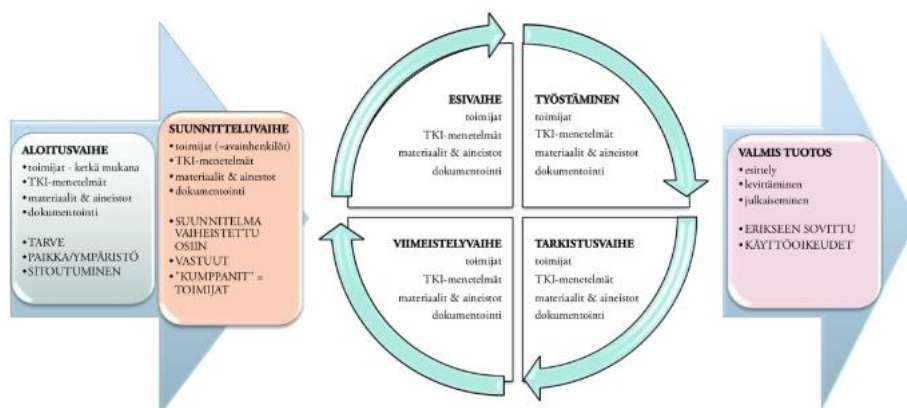 ALOITUSVAIHE
•toimijat - ketkä mukana
•TKI-menetelmät
•materiaalit & aineistot
•dokumentointi
•TARVE
•PAIKKA/YMPÄRISTÖ
•SITOUTUMINEN
SUUNNITTELUVAIHE
•toimijat (=avainhenkilöt)
•TKI-menetelmät
•materiaalit & ainestot
•dokumentointi
•SUUNNITELMA
VAIHEISTETTU
OSIIN
•VASTUUT
•"KUMPPANIT" =
TOIMIJAT
ESIVAIHE
toimijat
TKI-menetelmät
materiaalit & aineistot
dokumentointi
TYÖSTÄMINEN
toimijat
TKI-menetelmät
materiaalit & aineistot
dokumentointi
VIIMEISTELYVAIHE
toimijat
TKI-menetelmät
materiaalit & aineistot
dokumentointi
TARKISTUSVAIHE
toimijat
TKI-menetelmät
materiaalit & aineistot
dokumentointi
VALMIS TUOTOS
•esittely
•levittäminen
•julkaiseminen
•ERIKSEEN SOVITTU
•KÄYTTÖOIKEUDET